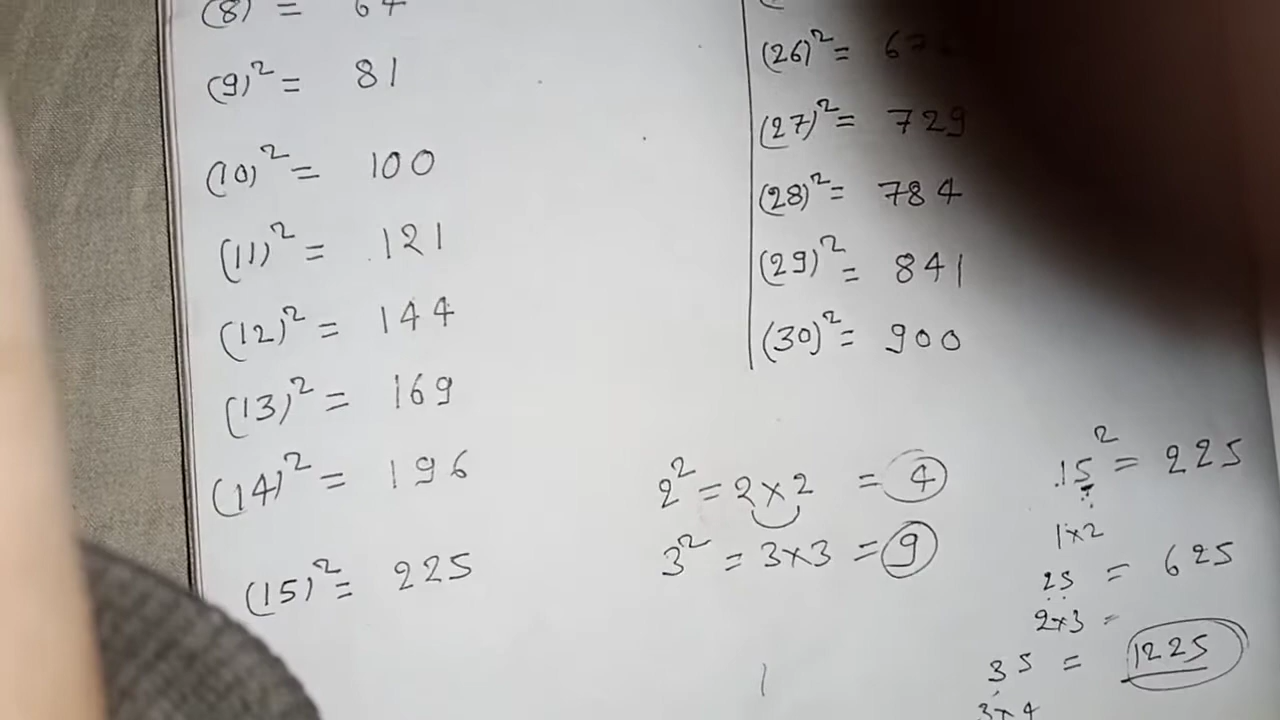 (8) = 64
(9)² = 81
(10)² = 100
(11)² = 121
(12)² = 144
(13)² = 169
(14)² = 196
(15)² = 225
(26)² = 676
(27)² = 729
(28)² = 784
(29)² = 841
(30)² = 900
2² = 2×2 = 4
3² = 3×3 = 9
15² = 225
1×2
25 = 625
2×3 =
35 = 1225
3×4